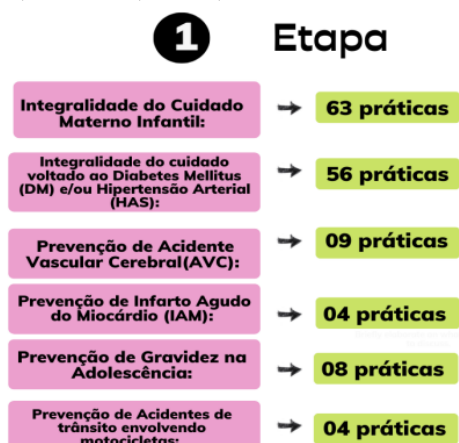 1 Etapa
Integralidade do Cuidado
Materno Infantil:
63 práticas
Integralidade do cuidado
voltado ao Diabetes Mellitus
(DM) e/ou Hipertensão Arterial
(HAS):
56 práticas
Prevenção de Acidente
Vascular Cerebral(AVC):
09 práticas
Prevenção de Infarto Agudo
do Miocárdio (IAM):
04 práticas
Prevenção de Gravidez na
Adolescência:
08 práticas
Prevenção de Acidentes de
trânsito envolvendo
motocicletas:
04 práticas